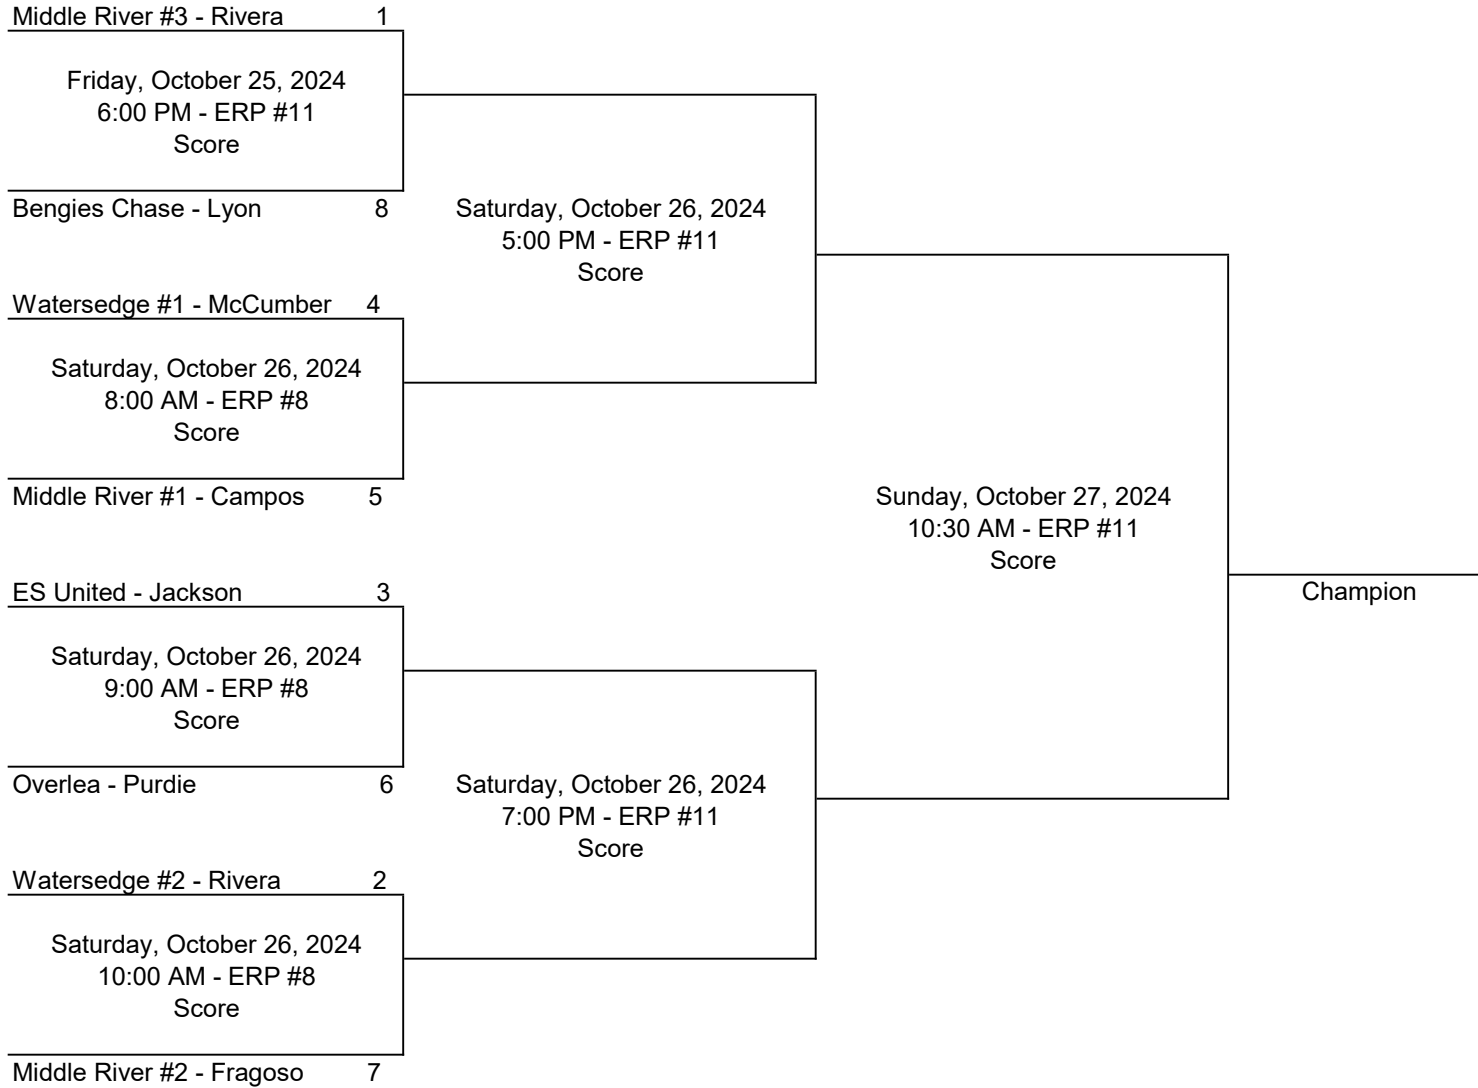 Middle River #3 - Rivera 1
Friday, October 25, 2024
6:00 PM - ERP #11
Score
Bengies Chase - Lyon 8
Watersedge #1 - McCumber 4
Saturday, October 26, 2024
8:00 AM - ERP #8
Score
Middle River #1 - Campos 5
ES United - Jackson 3
Saturday, October 26, 2024
9:00 AM - ERP #8
Score
Overlea - Purdie 6
Watersedge #2 - Rivera 2
Saturday, October 26, 2024
10:00 AM - ERP #8
Score
Middle River #2 - Fragoso 7
Saturday, October 26, 2024
5:00 PM - ERP #11
Score
Saturday, October 26, 2024
7:00 PM - ERP #11
Score
Sunday, October 27, 2024
10:30 AM - ERP #11
Score
Champion